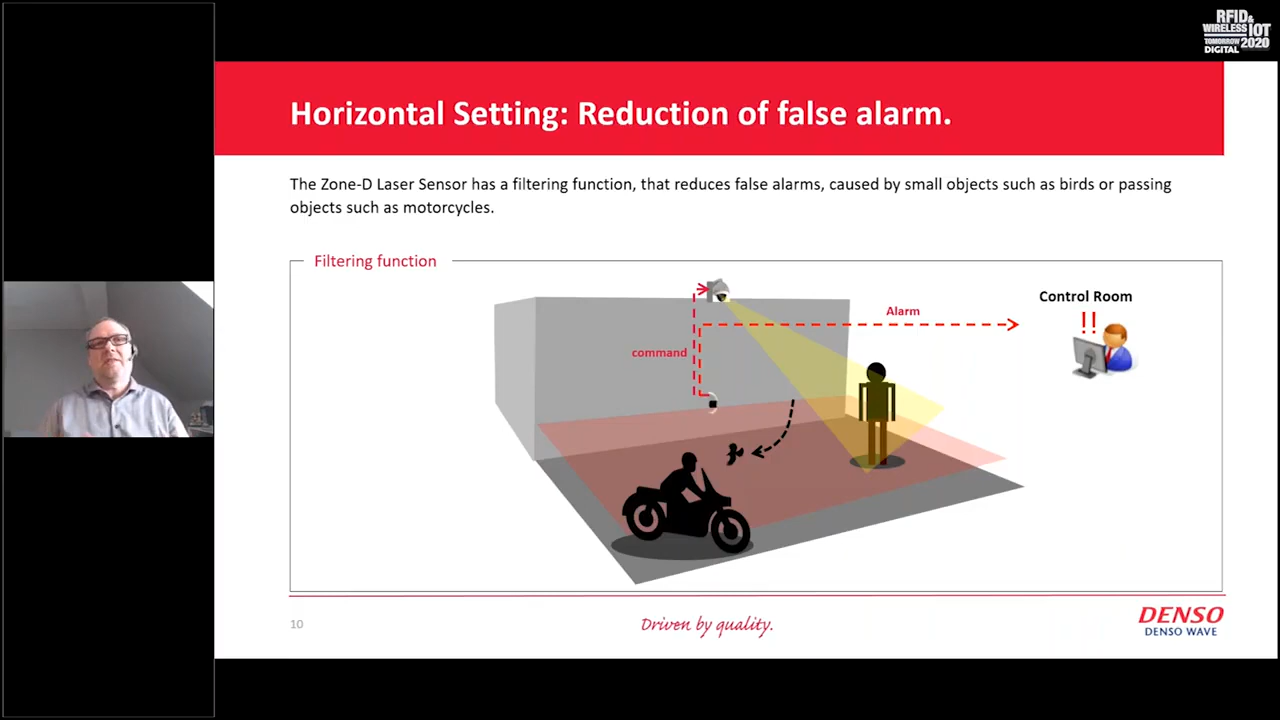 RFID&
WIRELESS IOT
TOMORROW 2020
DIGITAL
Horizontal Setting: Reduction of false alarm.
The Zone-D Laser Sensor has a filtering function, that reduces false alarms, caused by small objects such as birds or passing
objects such as motorcycles.
Filtering function
Control Room
!!
Alarm
command
10
Driven by quality.
DENSO
DENSO WAVE